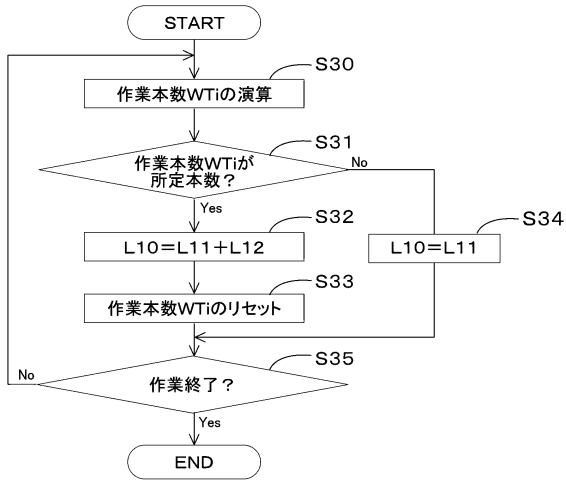 START
S30
作業本数WTiの演算
S31
作業本数WTiが
所定本数？
No
Yes
S32
L10=L11+L12
S34
L10=L11
S33
作業本数WTiのリセット
S35
作業終了？
No
Yes
END